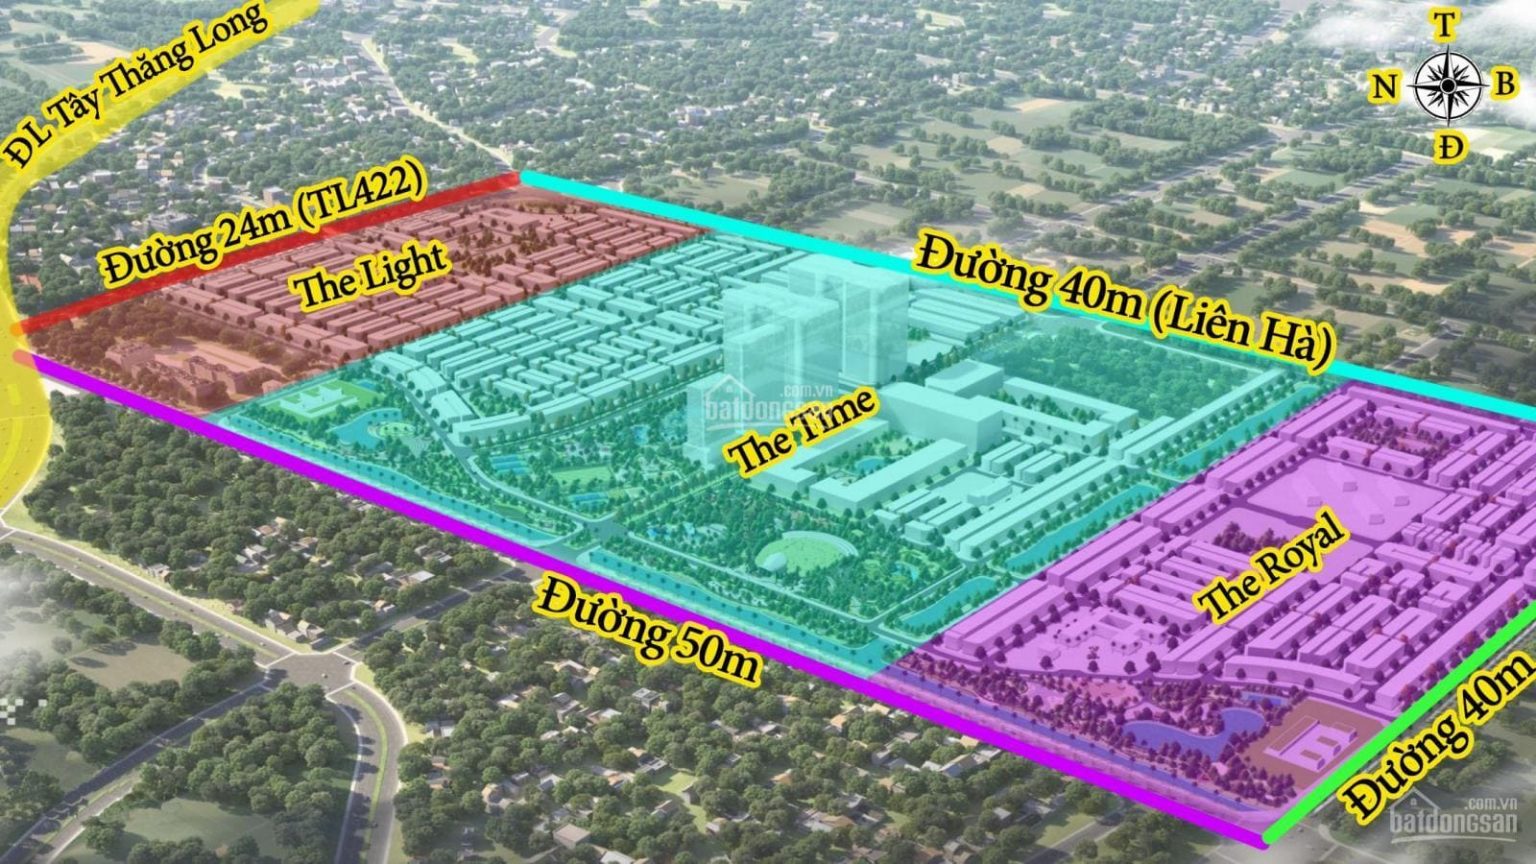 ĐL Tây Thăng Long
T
N B
Đ
Đường 24m (TL422)
The Light
Đường 40m (Liên Hà)
.com.vn
batdongsan
The Time
The Royal
Đường 50m
Đường 40m
.com.vn
batdongsan